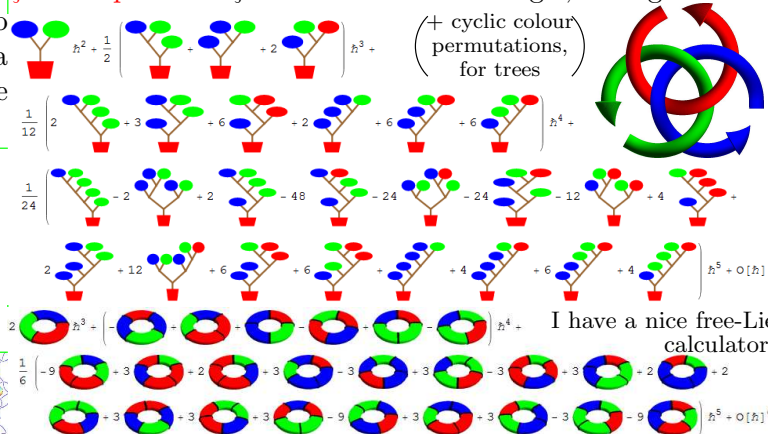 ħ² + 1/2 ( + + 2 ) ħ³ +
(+ cyclic colour
permutations,
for trees)
1/12 ( 2 + 3 + 6 + 2 + 6 + 6 ) ħ⁴ +
1/24 ( - 2 + 2 - 48 - 24 - 24 - 12 + 4 +
2 + 12 + 6 + 6 + + 4 + 6 + 4 ) ħ⁵ + O[ħ]
2 ħ³ + ( - + + - + - ) ħ⁴ +
I have a nice free-Lie
calculator
1/6 ( -9 + 3 + 2 + 3 - 3 + 3 - 3 + 3 + 2 + 2
+ 3 + 3 + 3 - 9 + 3 + 3 + 3 - 3 - 9 ) ħ⁵ + O[ħ]